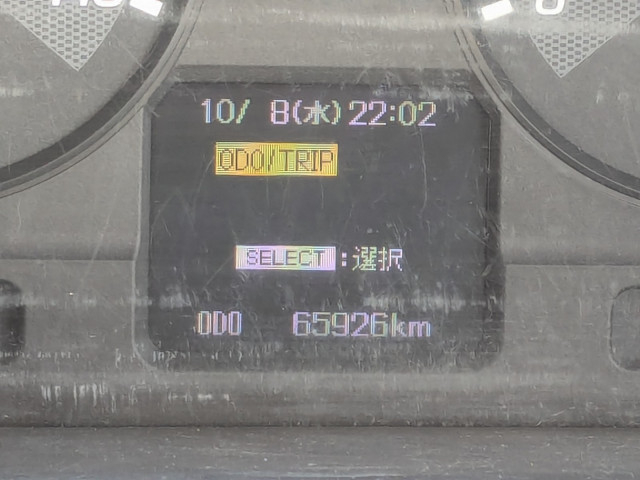 10/ 8(水)22:02
ODO/TRIP
SELECT:選択
ODO 65926km